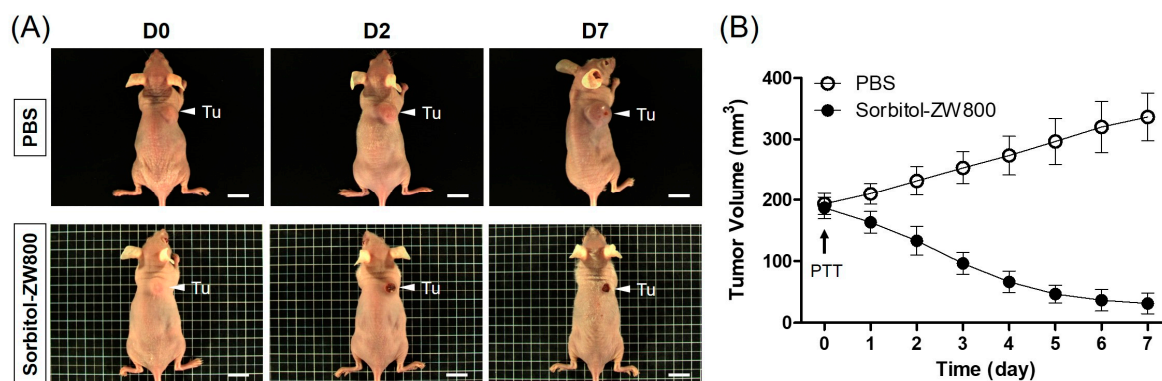 (A)
D0 D2 D7
PBS
Tu Tu Tu
Sorbitol-ZW800
Tu Tu Tu
(B)
PBS
Sorbitol-ZW800
Tumor Volume (mm³)
400
300
200
100
0
PTT
0 1 2 3 4 5 6 7
Time (day)